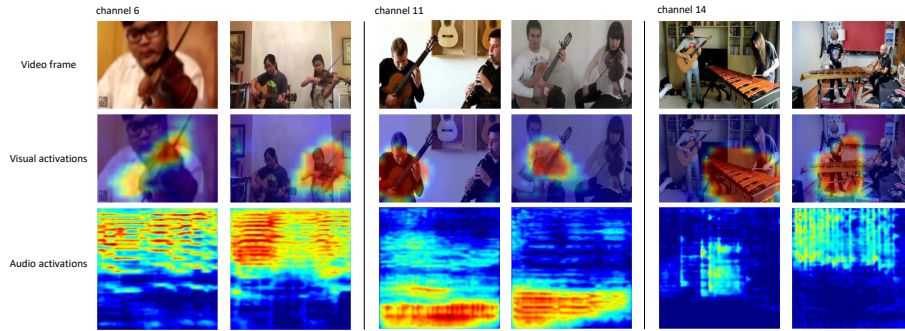 channel 6
channel 11
channel 14
Video frame
Visual activations
Audio activations